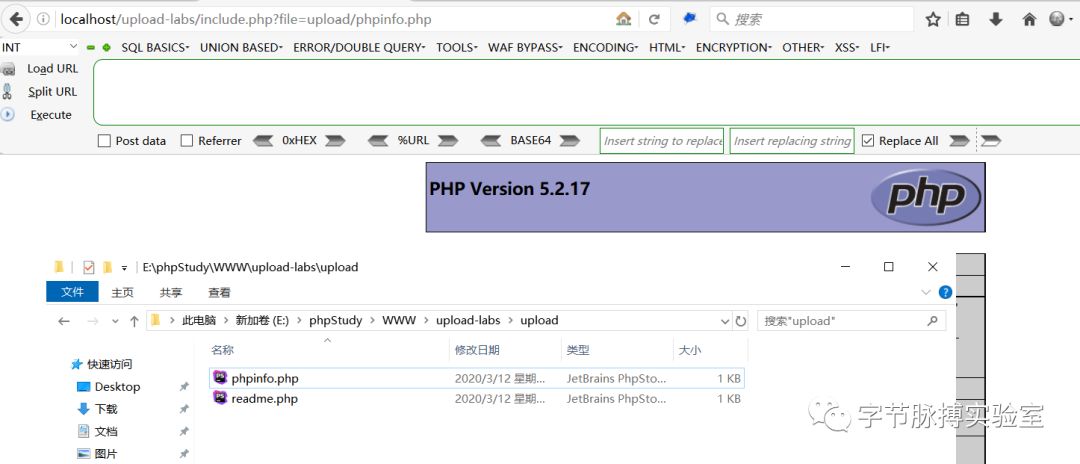 localhost/upload-labs/include.php?file=upload/phpinfo.php
搜索
INT
SQL BASICS
UNION BASED
ERROR/DOUBLE QUERY
TOOLS
WAF BYPASS
ENCODING
HTML
ENCRYPTION
OTHER
XSS
LFI
Load URL
Split URL
Execute
Post data
Referrer
0xHEX
%URL
BASE64
Insert string to replace
Insert replacing string
Replace All
PHP Version 5.2.17
php
E:\phpStudy\WWW\upload-labs\upload
文件
主页
共享
查看
此电脑 > 新加卷 (E:) > phpStudy > WWW > upload-labs > upload
搜索"upload"
快速访问
Desktop
下载
文档
图片
名称 修改日期 类型 大小
phpinfo.php 2020/3/12 星期... JetBrains PhpSto... 1 KB
readme.php 2020/3/12 星期... JetBrains PhpSto... 1 KB
字节脉搏实验室